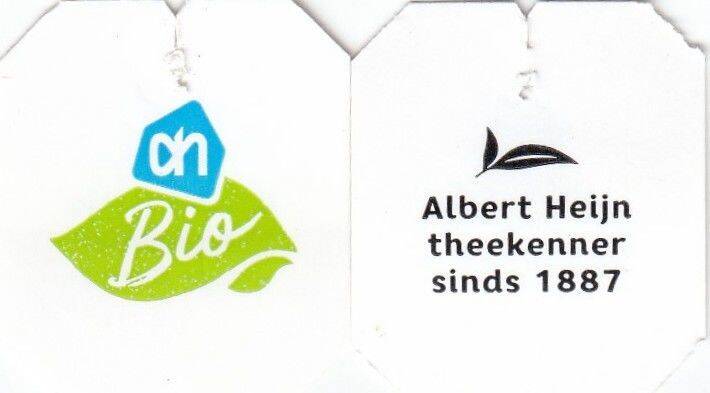 ah
Bio
Albert Heijn
theekenner
sinds 1887